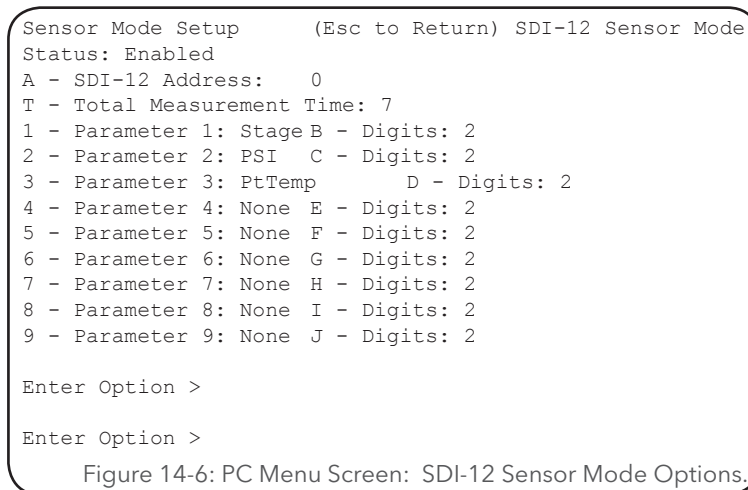 Sensor Mode Setup (Esc to Return) SDI-12 Sensor Mode
Status: Enabled
A - SDI-12 Address: 0
T - Total Measurement Time: 7
1 - Parameter 1: Stage B - Digits: 2
2 - Parameter 2: PSI C - Digits: 2
3 - Parameter 3: PtTemp D - Digits: 2
4 - Parameter 4: None E - Digits: 2
5 - Parameter 5: None F - Digits: 2
6 - Parameter 6: None G - Digits: 2
7 - Parameter 7: None H - Digits: 2
8 - Parameter 8: None I - Digits: 2
9 - Parameter 9: None J - Digits: 2
Enter Option >
Enter Option >
Figure 14-6: PC Menu Screen: SDI-12 Sensor Mode Options.